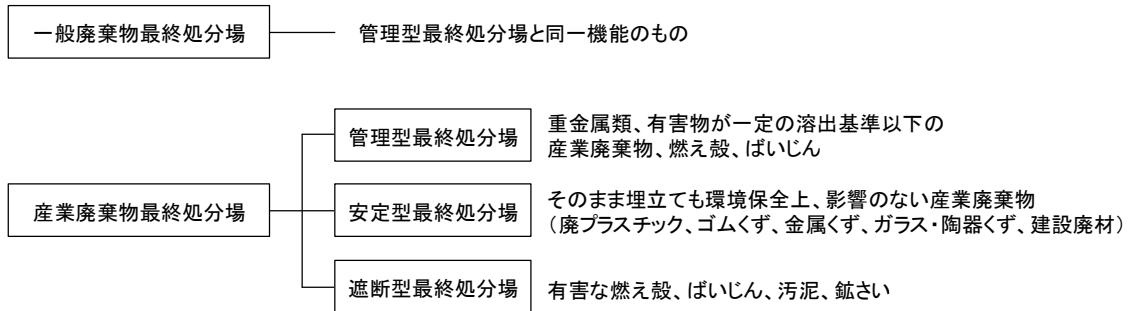 一般廃棄物最終処分場
管理型最終処分場と同一機能のもの
管理型最終処分場
重金属類、有害物が一定の溶出基準以下の
産業廃棄物、燃え殻、ばいじん
産業廃棄物最終処分場
安定型最終処分場
そのまま埋立ても環境保全上、影響のない産業廃棄物
（廃プラスチック、ゴムくず、金属くず、ガラス・陶器くず、建設廃材）
遮断型最終処分場
有害な燃え殻、ばいじん、汚泥、鉱さい